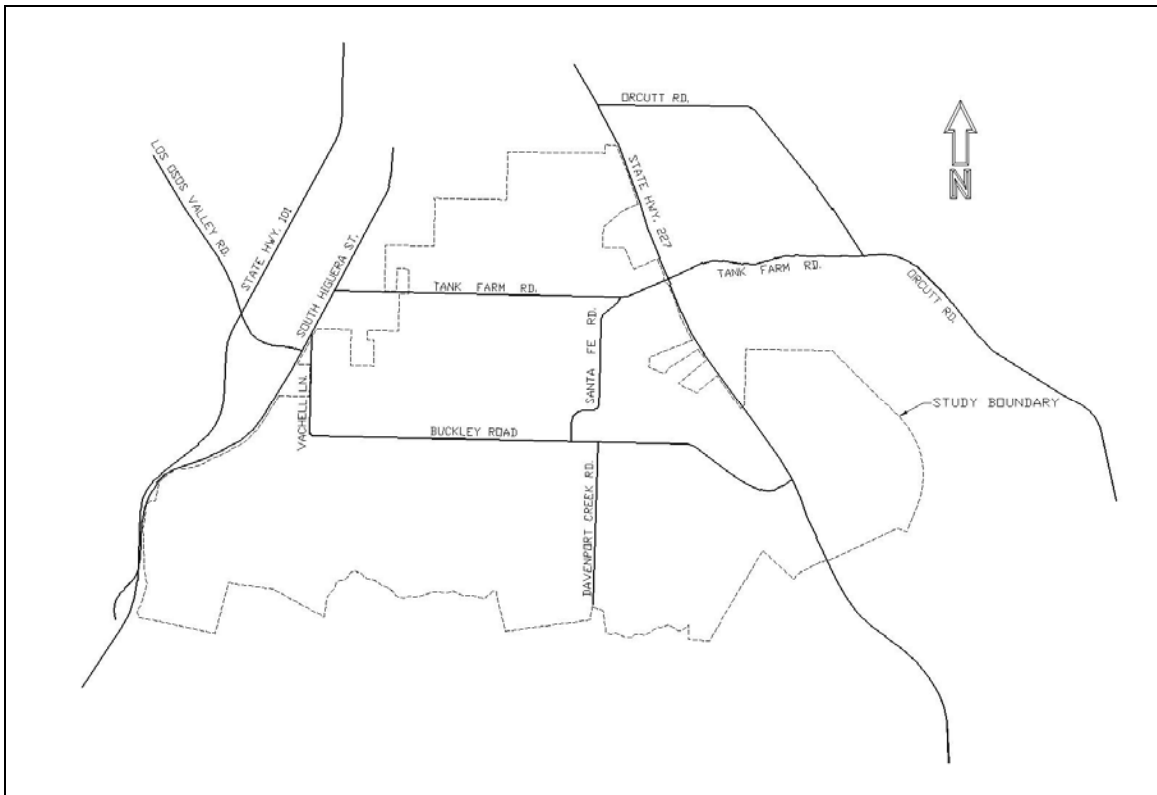 ORCUTT RD.
N
LOS OSOS VALLEY RD.
STATE HWY. 101
SOUTH HIGUERA ST.
STATE HWY. 227
TANK FARM RD.
TANK FARM RD.
ORCUTT RD.
SANTA FE RD.
VACHELL LN.
STUDY BOUNDARY
BUCKLEY ROAD
DAVENPORT CREEK RD.